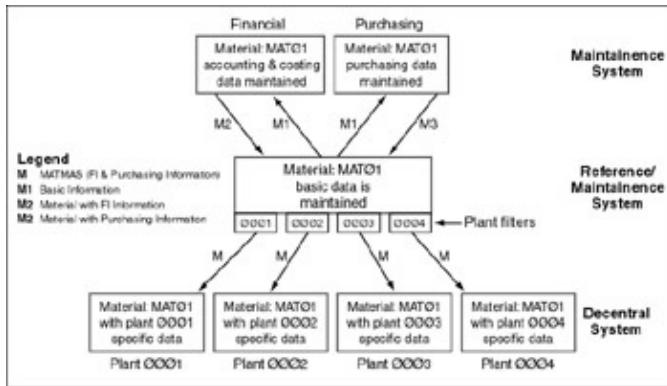 Financial
Purchasing
Material: MATØ1
accounting & costing
data maintained
Material: MATØ1
purchasing data
maintained
Maintainence
System
M2
M1
M1
M3
Legend
M MATMAS (FI & Purchasing Information)
M1 Basic Information
M2 Material with FI Information
M2 Material with Purchasing Information
Material: MATØ1
basic data is
maintained
Reference/
Maintainence
System
ØØØ1
ØØØ2
ØØØ3
ØØØ4
Plant filters
M
M
M
M
Material: MATØ1
with plant ØØØ1
specific data
Material: MATØ1
with plant ØØØ2
specific data
Material: MATØ1
with plant ØØØ3
specific data
Material: MATØ1
with plant ØØØ4
specific data
Decentral
System
Plant ØØØ1
Plant ØØØ2
Plant ØØØ3
Plant ØØØ4